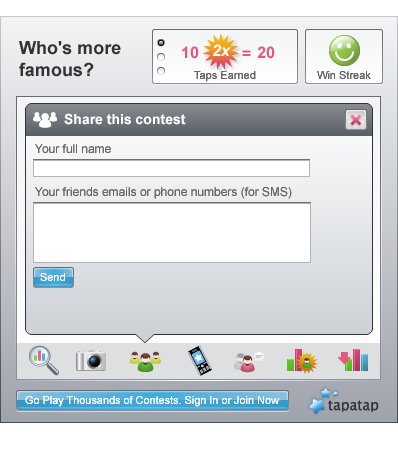 Who's more
famous?
10 2x = 20
Taps Earned
Win Streak
Share this contest
Your full name
Your friends emails or phone numbers (for SMS)
Send
Go Play Thousands of Contests. Sign In or Join Now
tapatap